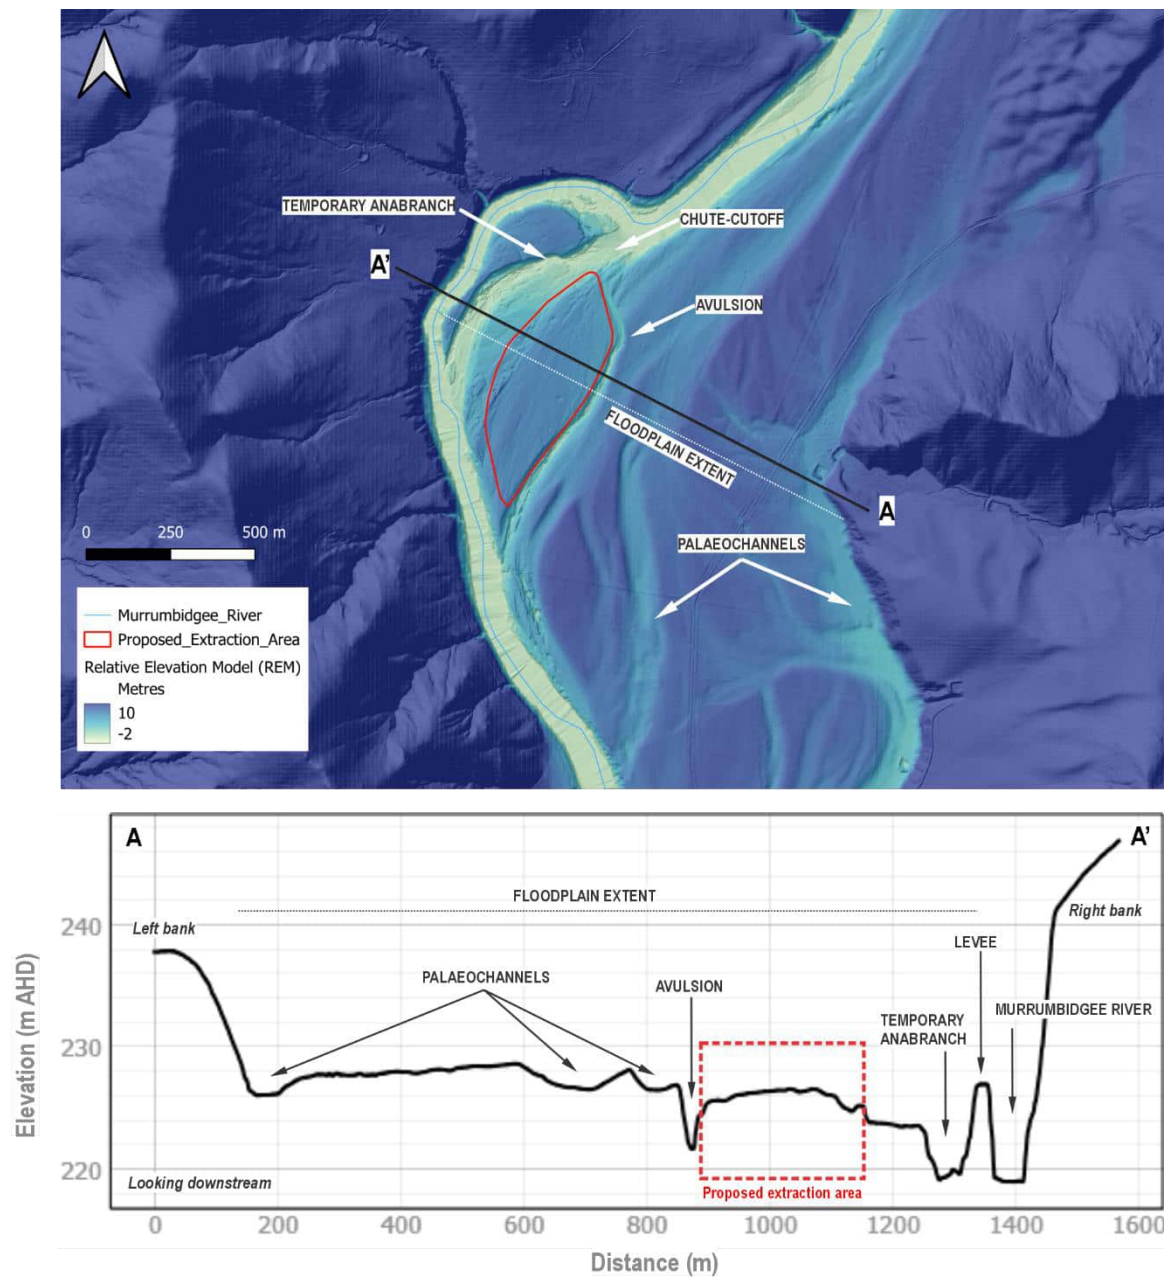 TEMPORARY ANABRANCH
CHUTE-CUTOFF
A'
AVULSION
FLOODPLAIN EXTENT
A
0 250 500 m
PALAEOCHANNELS
Murrumbidgee_River
Proposed_Extraction_Area
Relative Elevation Model (REM)
Metres
10
-2
A
A'
FLOODPLAIN EXTENT
Left bank
Right bank
240
LEVEE
PALAEOCHANNELS
AVULSION
MURRUMBIDGEE RIVER
TEMPORARY
ANABRANCH
230
220
Elevation (m AHD)
Looking downstream
Proposed extraction area
0 200 400 600 800 1000 1200 1400 1600
Distance (m)